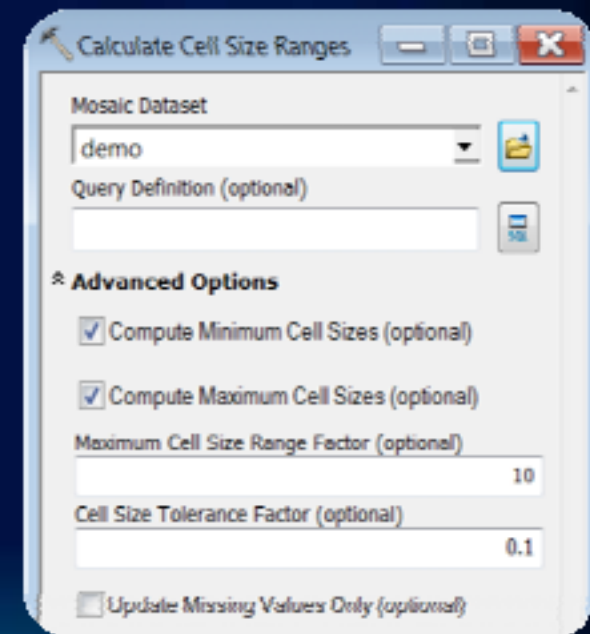 Calculate Cell Size Ranges
Mosaic Dataset
demo
Query Definition (optional)
SQL
Advanced Options
Compute Minimum Cell Sizes (optional)
Compute Maximum Cell Sizes (optional)
Maximum Cell Size Range Factor (optional)
10
Cell Size Tolerance Factor (optional)
0.1
Update Missing Values Only (optional)